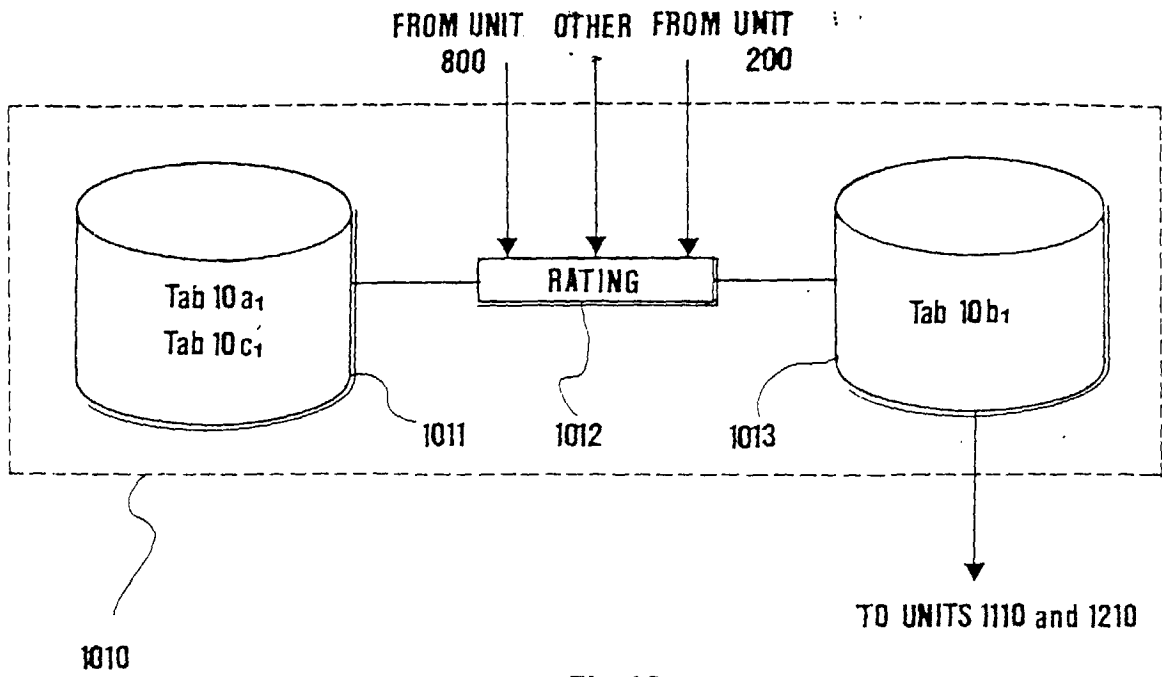 FROM UNIT 800
OTHER
FROM UNIT 200
Tab 10a₁
Tab 10c₁
RATING
Tab 10b₁
1011
1012
1013
TO UNITS 1110 and 1210
1010